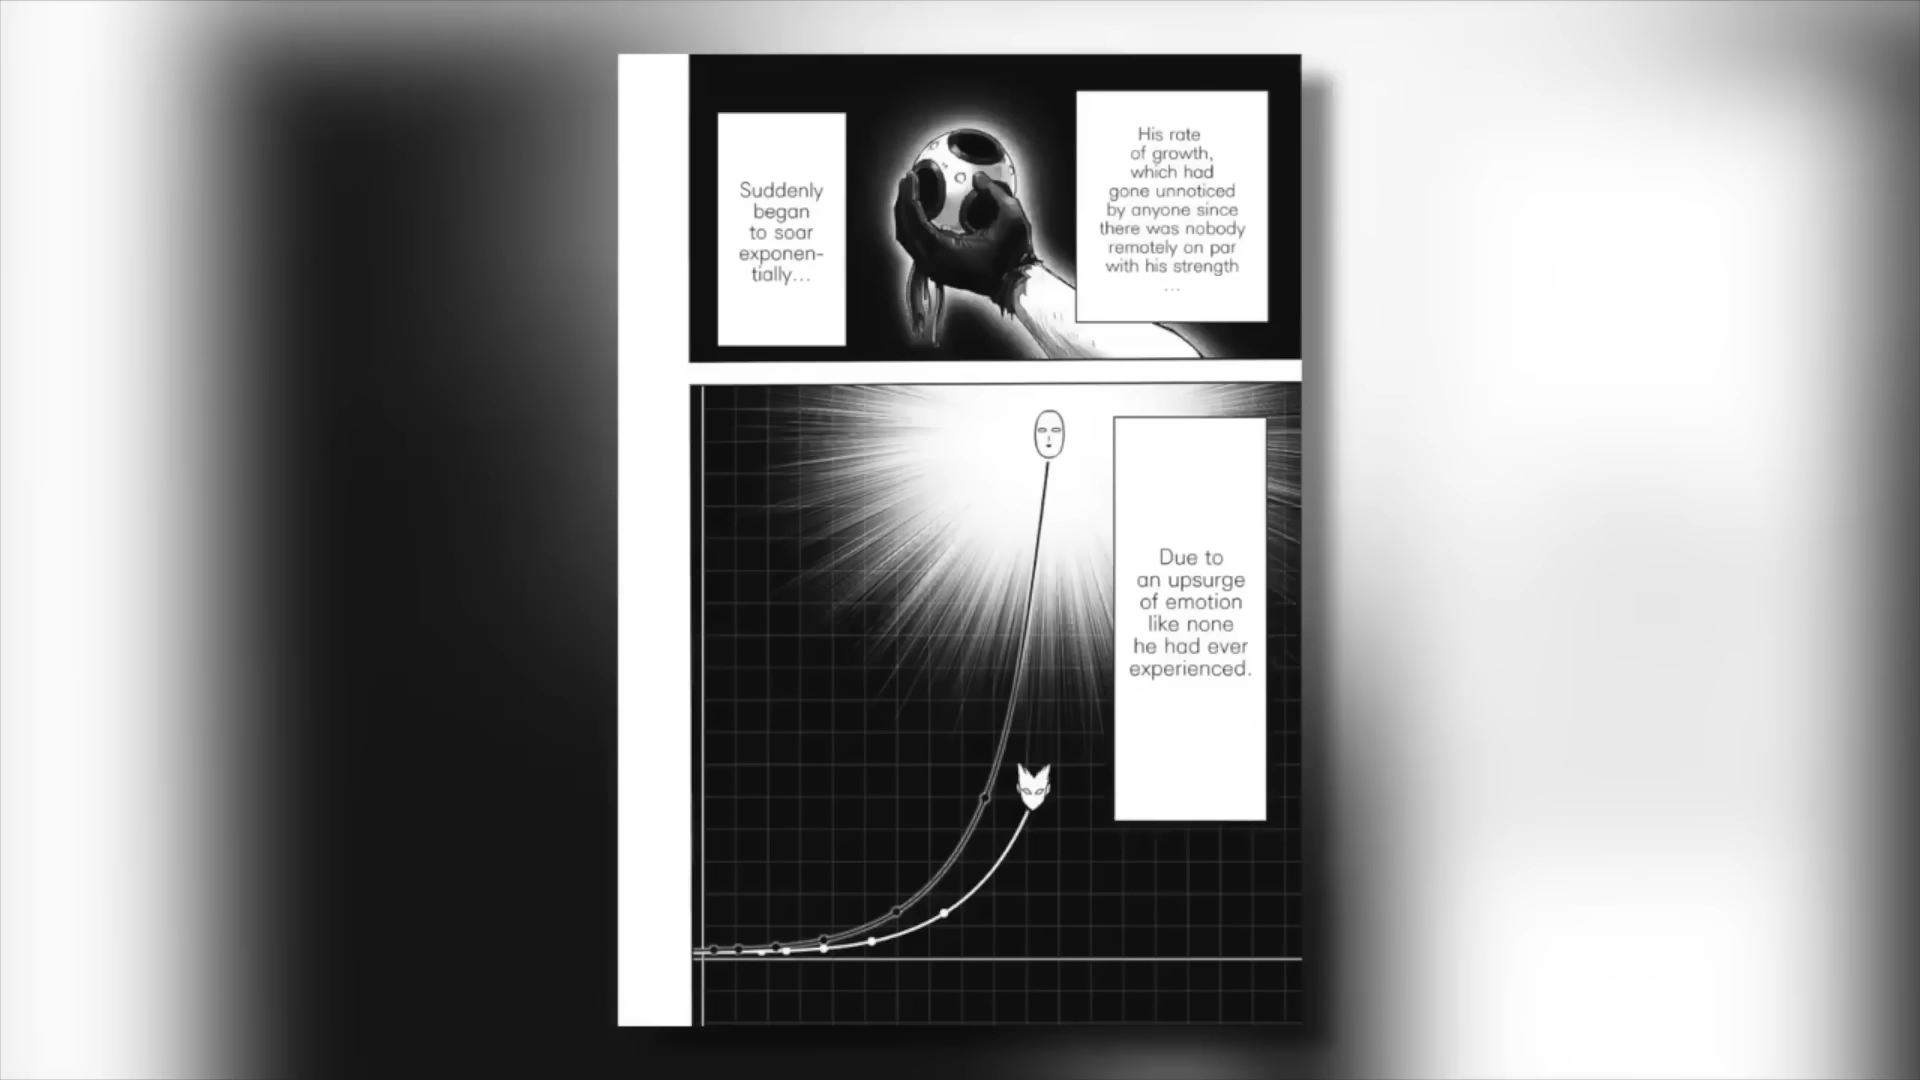 His rate
of growth,
which had
gone unnoticed
by anyone since
there was nobody
remotely on par
with his strength
...
Suddenly
began
to soar
exponen-
tially...
Due to
an upsurge
of emotion
like none
he had ever
experienced.